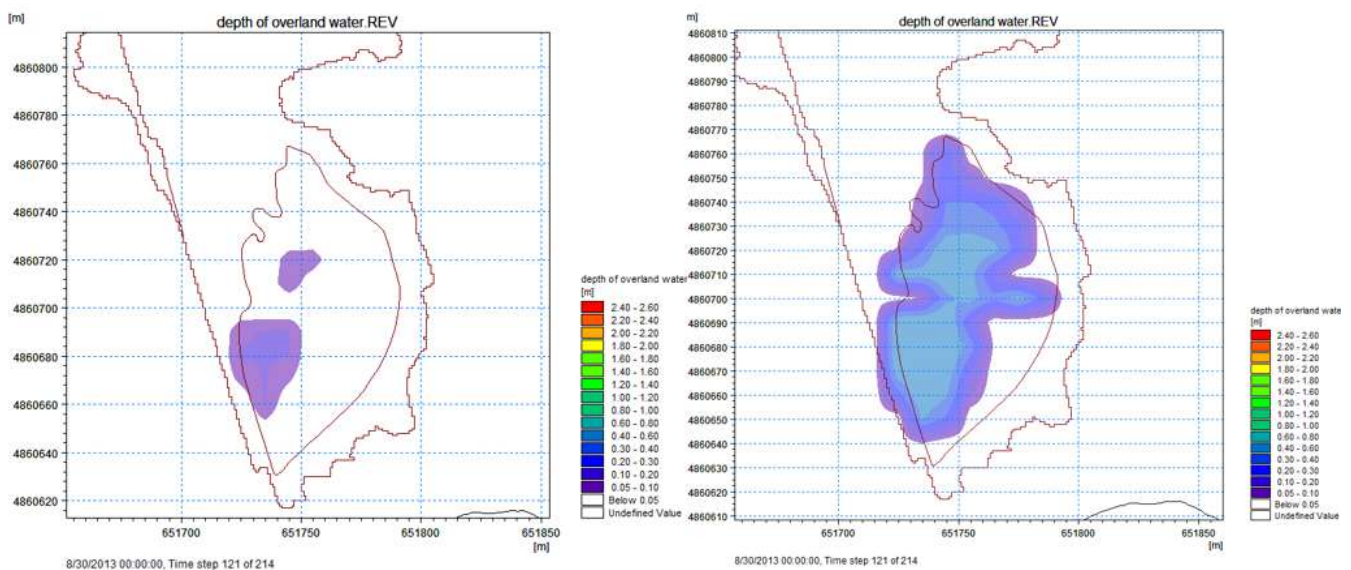 [m]
depth of overland water.REV
4860800
4860780
4860760
4860740
4860720
4860700
4860680
4860660
4860640
4860620
651700
651750
651800
651850
[m]
depth of overland water
[m]
2.40 - 2.60
2.20 - 2.40
2.00 - 2.20
1.80 - 2.00
1.60 - 1.80
1.40 - 1.60
1.20 - 1.40
1.00 - 1.20
0.80 - 1.00
0.60 - 0.80
0.40 - 0.60
0.30 - 0.40
0.20 - 0.30
0.10 - 0.20
0.05 - 0.10
Below 0.05
Undefined Value
8/30/2013 00:00:00, Time step 121 of 214
m]
depth of overland water.REV
4860810
4860800
4860790
4860780
4860770
4860760
4860750
4860740
4860730
4860720
4860710
4860700
4860690
4860680
4860670
4860660
4860650
4860640
4860630
4860620
4860610
651700
651750
651800
651850
[m]
depth of overland wate
[m]
2.40 - 2.60
2.20 - 2.40
2.00 - 2.20
1.80 - 2.00
1.60 - 1.80
1.40 - 1.60
1.20 - 1.40
1.00 - 1.20
0.80 - 1.00
0.60 - 0.80
0.40 - 0.60
0.30 - 0.40
0.20 - 0.30
0.10 - 0.20
0.05 - 0.10
Below 0.05
Undefined Value
8/30/2013 00:00:00, Time step 121 of 214